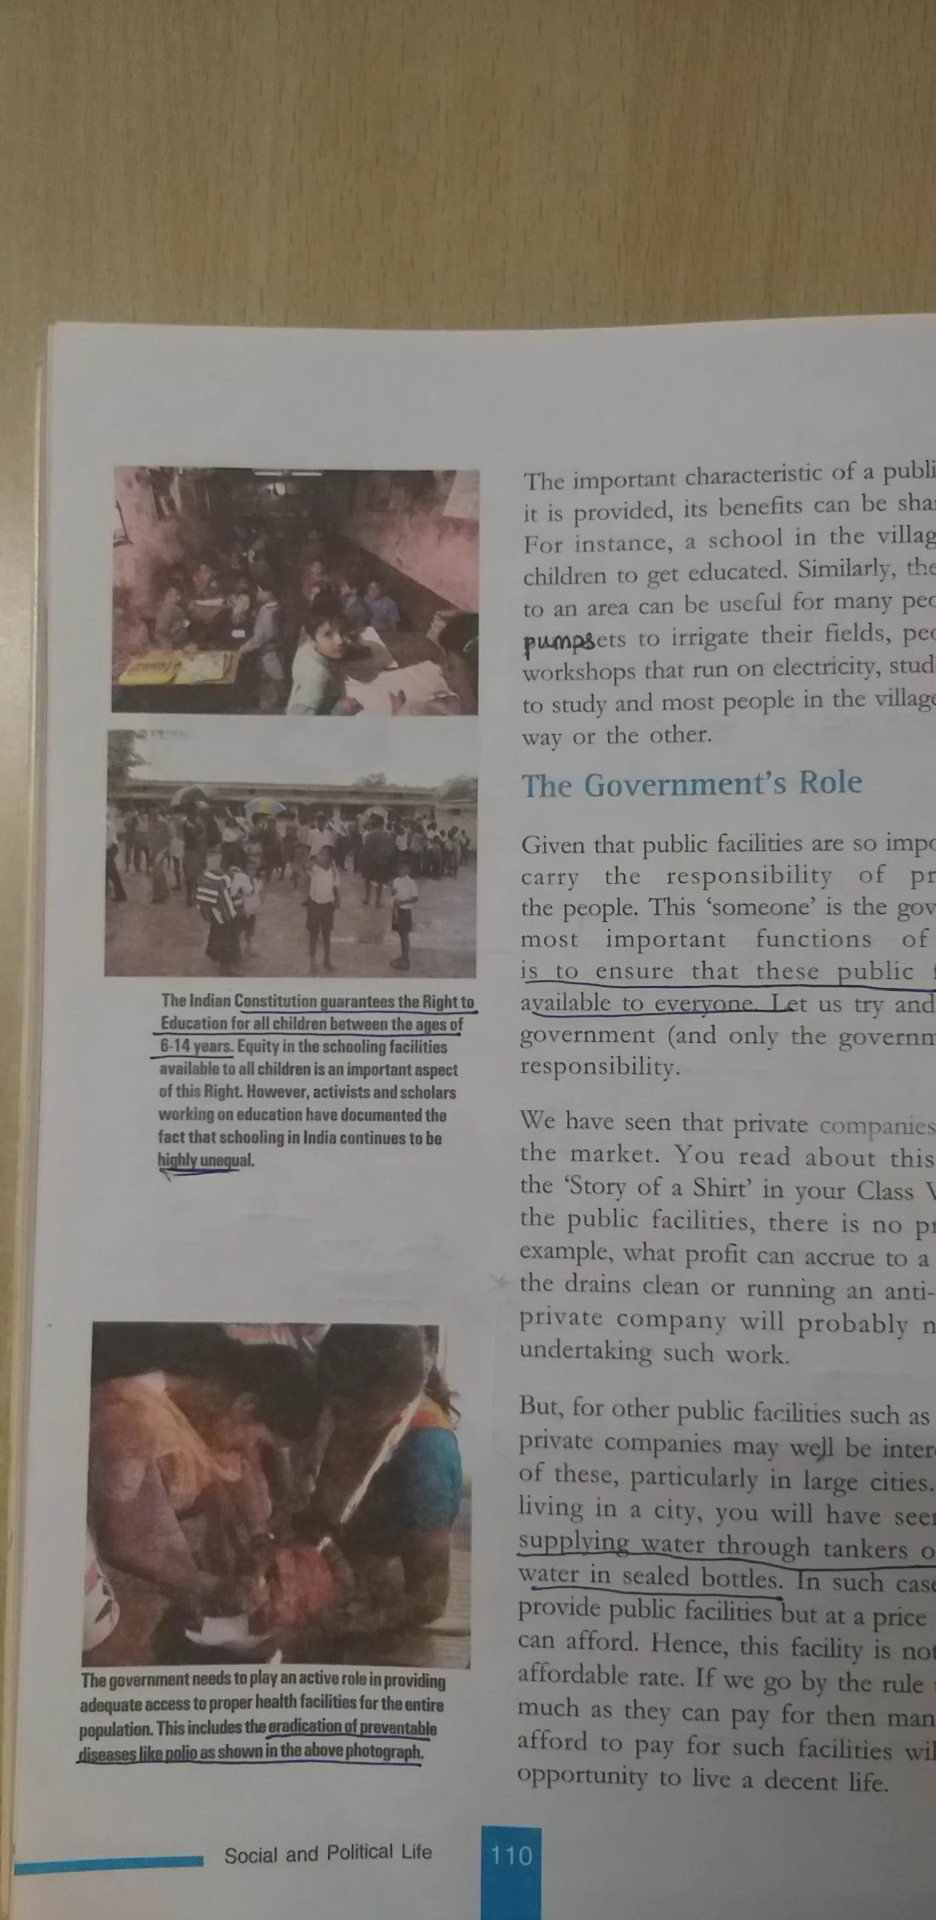 The Indian Constitution guarantees the Right to
Education for all children between the ages of
6-14 years. Equity in the schooling facilities
available to all children is an important aspect
of this Right. However, activists and scholars
working on education have documented the
fact that schooling in India continues to be
highly unequal.
The government needs to play an active role in providing
adequate access to proper health facilities for the entire
population. This includes the eradication of preventable
diseases like polio as shown in the above photograph.
The important characteristic of a publi
it is provided, its benefits can be sha
For instance, a school in the villag
children to get educated. Similarly, the
to an area can be useful for many peo
pumpsets to irrigate their fields, peo
workshops that run on electricity, stud
to study and most people in the village
way or the other.
The Government's Role
Given that public facilities are so impo
carry the responsibility of pr
the people. This ‘someone’ is the gov
most important functions of
is to ensure that these public
available to everyone. Let us try and
government (and only the governm
responsibility.
We have seen that private companies
the market. You read about this
the ‘Story of a Shirt’ in your Class V
the public facilities, there is no pr
example, what profit can accrue to a
the drains clean or running an anti-
private company will probably n
undertaking such work.
But, for other public facilities such as
private companies may well be inter
of these, particularly in large cities.
living in a city, you will have seen
supplying water through tankers o
water in sealed bottles. In such case
provide public facilities but at a price
can afford. Hence, this facility is not
affordable rate. If we go by the rule
much as they can pay for then man
afford to pay for such facilities wil
opportunity to live a decent life.
Social and Political Life 110